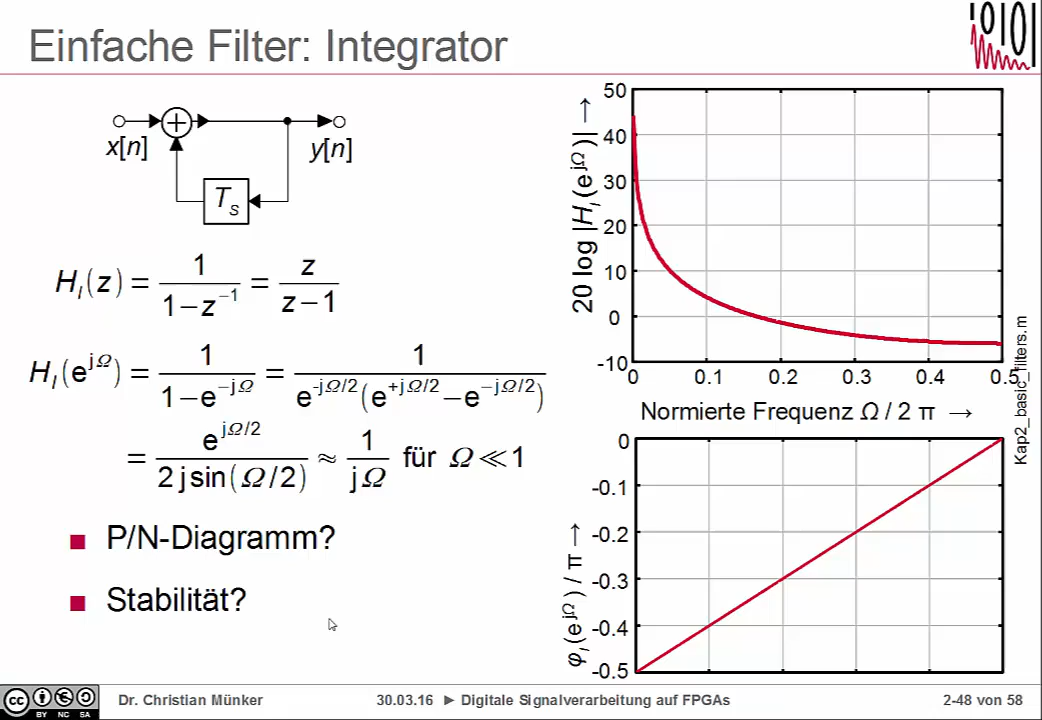 Einfache Filter: Integrator
x[n]
y[n]
T_s
H_I(z) = 1 / (1−z^−1) = z / (z−1)
H_I(e^jΩ) = 1 / (1−e^−jΩ) = 1 / (e^-jΩ/2 (e^+jΩ/2 −e^−jΩ/2))
= e^jΩ/2 / (2 j sin(Ω/2)) ≈ 1 / (jΩ) für Ω≪1
■ P/N-Diagramm?
■ Stabilität?
20 log |H_I(e^jΩ)| →
50
40
30
20
10
0
-10
0 0.1 0.2 0.3 0.4 0.5
Normierte Frequenz Ω / 2 π →
Kap2_basic_filters.m
φ_I(e^jΩ) / π →
0
-0.1
-0.2
-0.3
-0.4
-0.5
cc BY NC SA
Dr. Christian Münker 30.03.16 ► Digitale Signalverarbeitung auf FPGAs 2-48 von 58